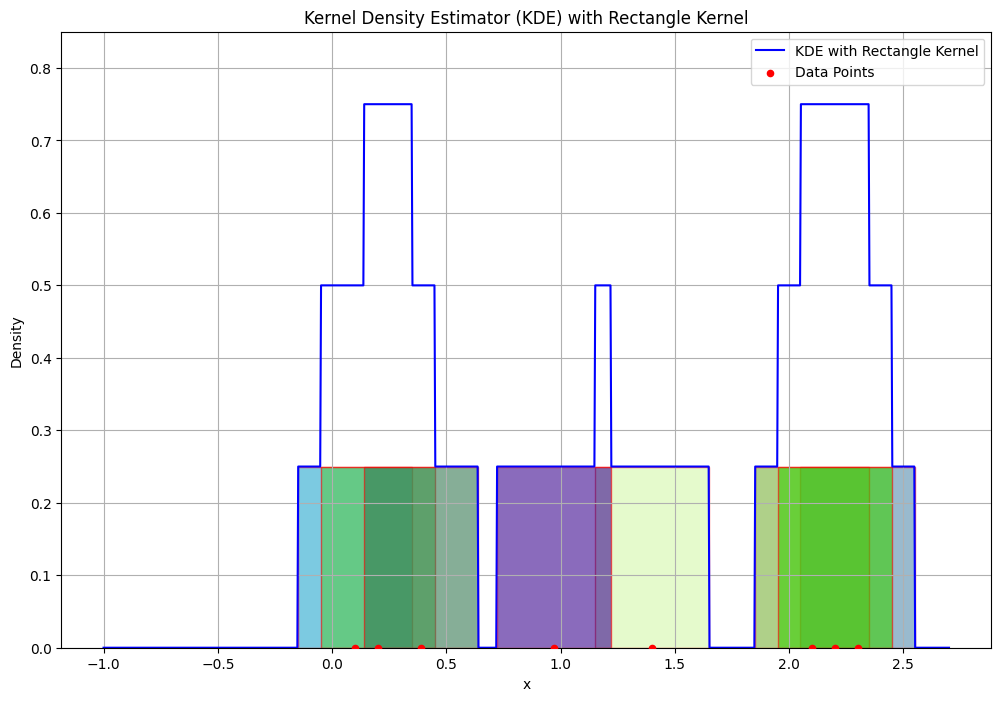 Kernel Density Estimator (KDE) with Rectangle Kernel
KDE with Rectangle Kernel
Data Points
0.8
0.7
0.6
0.5
0.4
0.3
0.2
0.1
0.0
Density
−1.0 −0.5 0.0 0.5 1.0 1.5 2.0 2.5
x